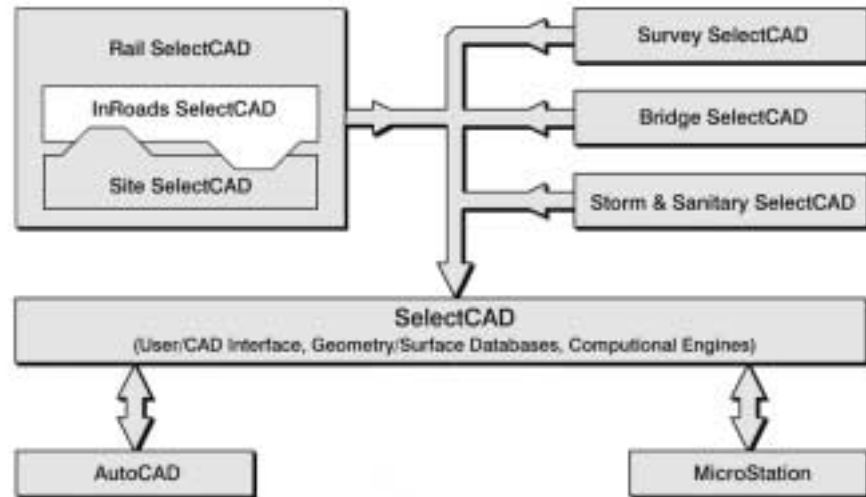 Rail SelectCAD
InRoads SelectCAD
Site SelectCAD
Survey SelectCAD
Bridge SelectCAD
Storm & Sanitary SelectCAD
SelectCAD
(User/CAD Interface, Geometry/Surface Databases, Computional Engines)
AutoCAD
MicroStation